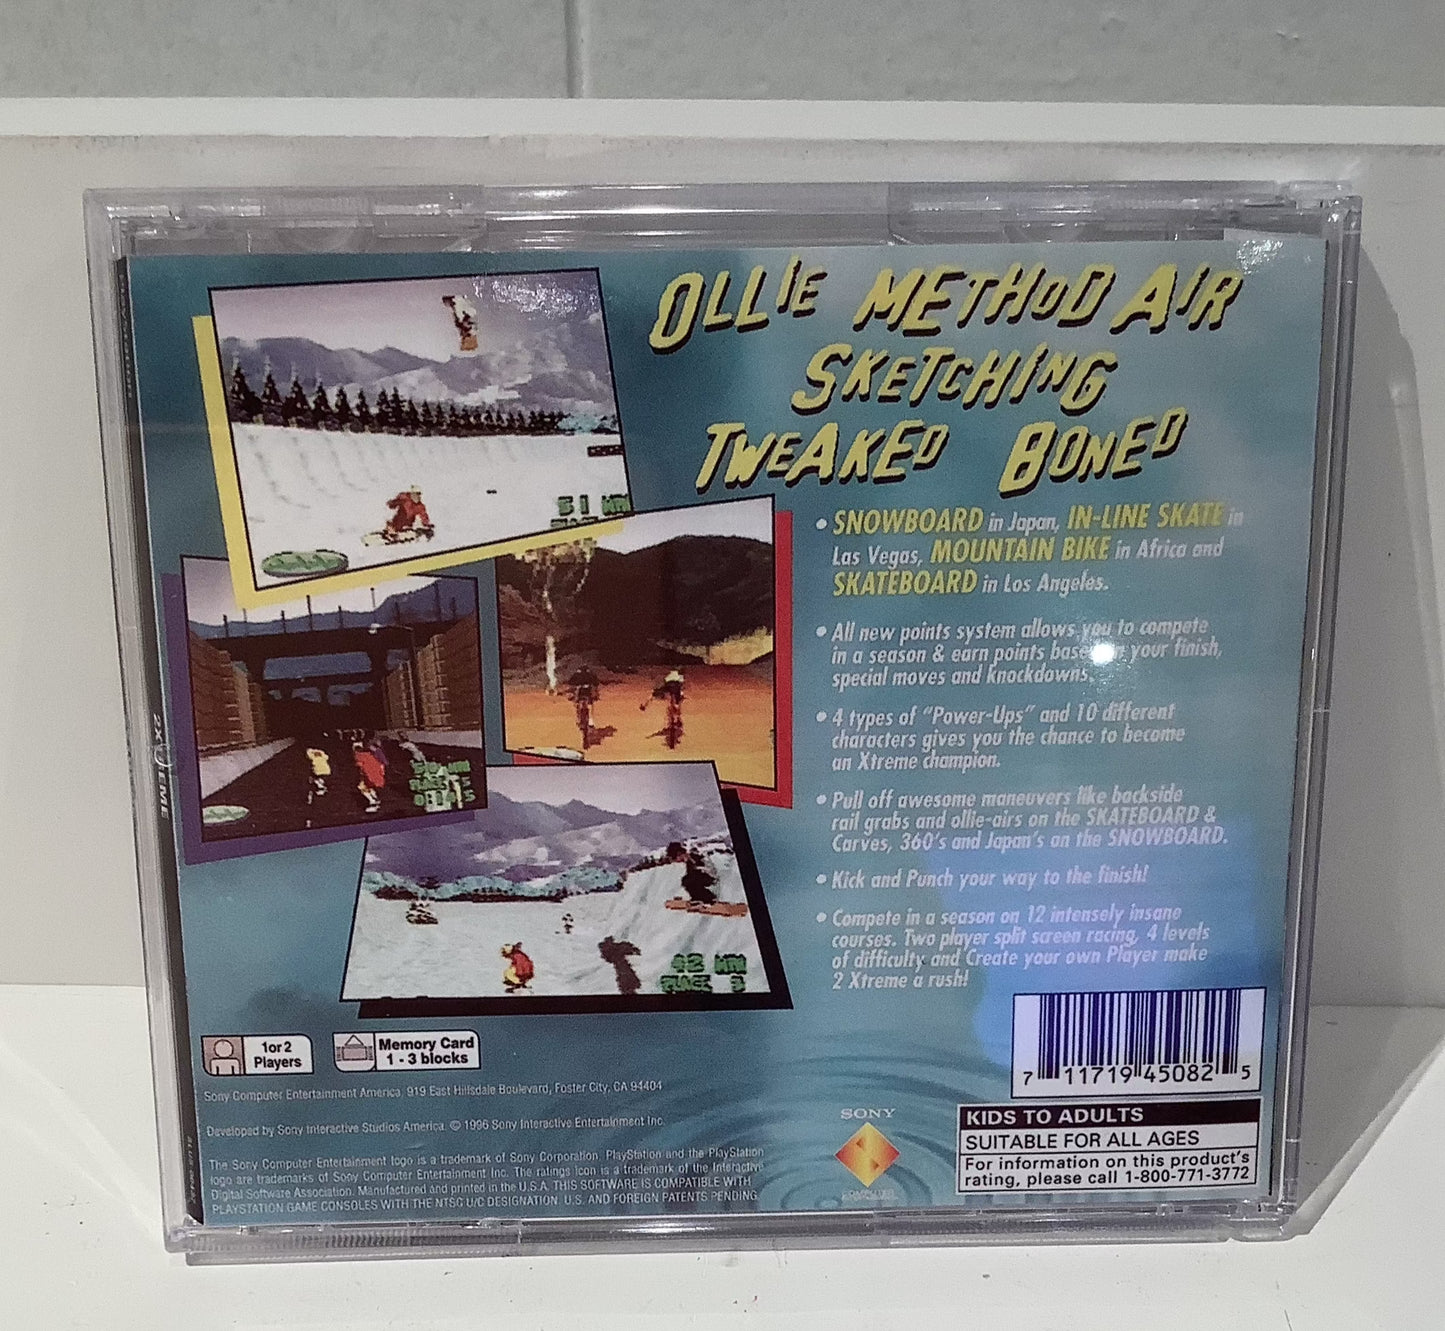 OLLIE METHOD AIR
SKETCHING
TWEAKED BONED
• SNOWBOARD in Japan, IN-LINE SKATE in
Las Vegas, MOUNTAIN BIKE in Africa and
SKATEBOARD in Los Angeles.
• All new points system allows you to compete
in a season & earn points based on your finish,
special moves and knockdowns.
• 4 types of "Power-Ups" and 10 different
characters gives you the chance to become
an Xtreme champion.
• Pull off awesome maneuvers like backside
rail grabs and ollie-airs on the SKATEBOARD &
Carves, 360's and Japan's on the SNOWBOARD.
• Kick and Punch your way to the finish!
• Compete in a season on 12 intensely insane
courses. Two player split screen racing, 4 levels
of difficulty and Create your own Player make
2 Xtreme a rush!
51
42
PLACE 3
1or 2
Players
Memory Card
1 - 3 blocks
Sony Computer Entertainment America, 919 East Hillsdale Boulevard, Foster City, CA 94404
Developed by Sony Interactive Studios America. © 1996 Sony Interactive Entertainment Inc.
The Sony Computer Entertainment logo is a trademark of Sony Corporation. PlayStation and the PlayStation
logo are trademarks of Sony Computer Entertainment Inc. The ratings icon is a trademark of the Interactive
Digital Software Association. Manufactured and printed in the U.S.A. THIS SOFTWARE IS COMPATIBLE WITH
PLAYSTATION GAME CONSOLES WITH THE NTSC U/C DESIGNATION. U.S. AND FOREIGN PATENTS PENDING.
SONY
7 11719 45082 5
KIDS TO ADULTS
SUITABLE FOR ALL AGES
For information on this product's
rating, please call 1-800-771-3772